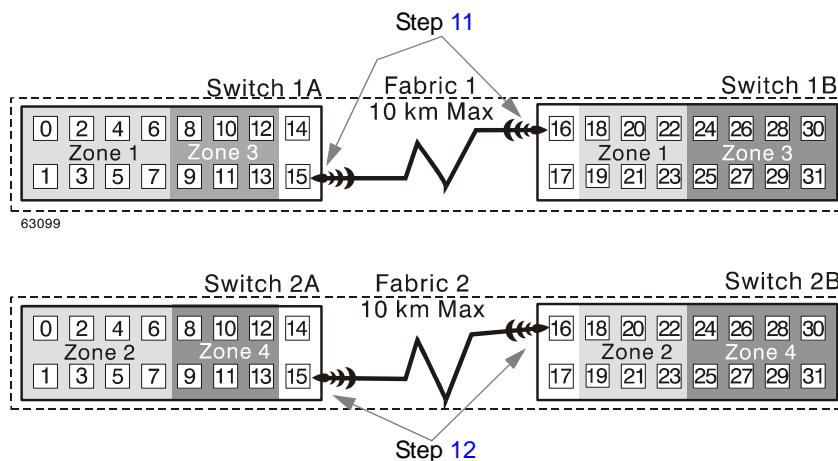 Step 11
Switch 1A
Fabric 1
10 km Max
Switch 1B
0 2 4 6 8 10 12 14
Zone 1 Zone 3
1 3 5 7 9 11 13 15
16 18 20 22 24 26 28 30
Zone 1 Zone 3
17 19 21 23 25 27 29 31
63099
Switch 2A
Fabric 2
10 km Max
Switch 2B
0 2 4 6 8 10 12 14
Zone 2 Zone 4
1 3 5 7 9 11 13 15
16 18 20 22 24 26 28 30
Zone 2 Zone 4
17 19 21 23 25 27 29 31
Step 12